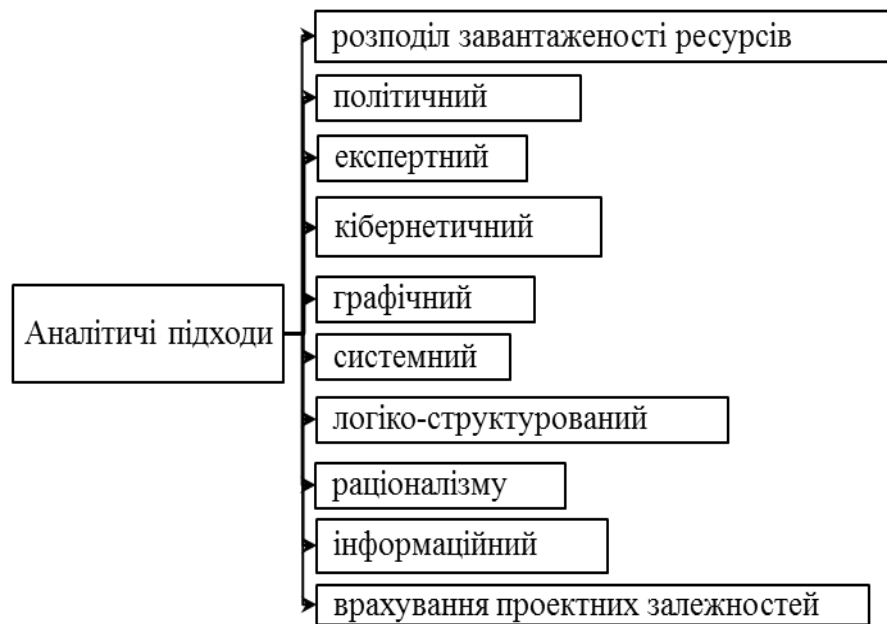 розподіл завантаженості ресурсів
політичний
експертний
кібернетичний
графічний
Аналітичі підходи
системний
логіко-структурований
раціоналізму
інформаційний
врахування проектних залежностей